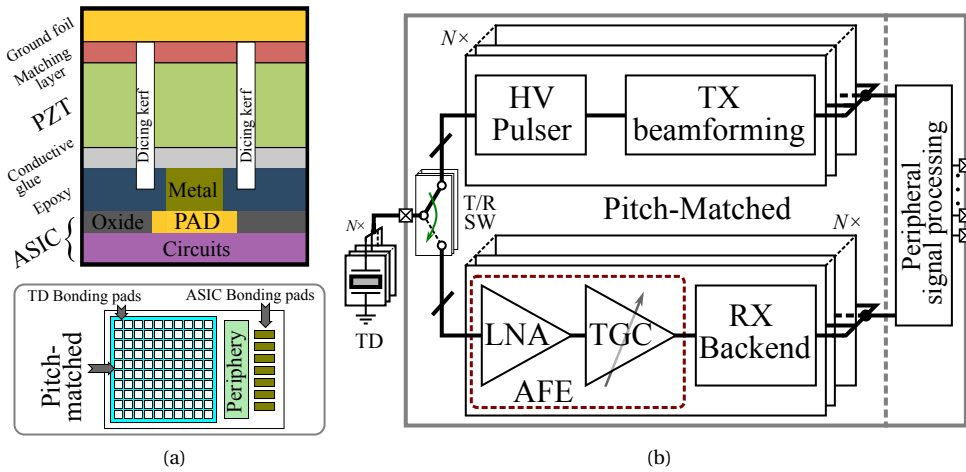 Ground foil
Matching
layer
PZT
Conductive
glue
Epoxy
ASIC {
Dicing kerf
Dicing kerf
Metal
Oxide
PAD
Circuits
TD Bonding pads
ASIC Bonding pads
Pitch-
matched
Periphery
(a)
N×
HV
Pulser
TX
beamforming
T/R
SW
Pitch-Matched
N×
TD
N×
LNA
TGC
AFE
RX
Backend
Peripheral
signal processing
(b)